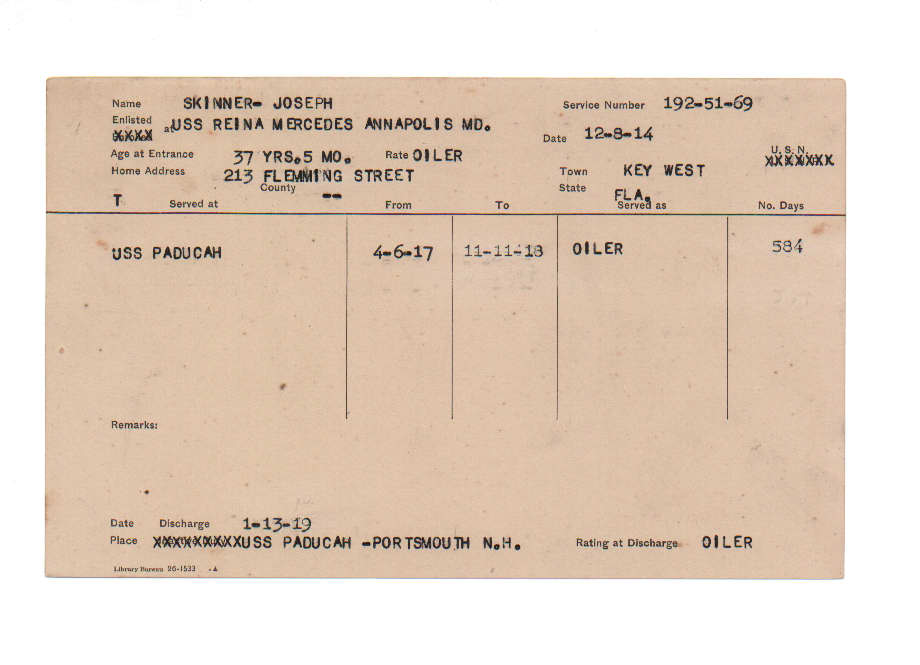 Name SKINNER- JOSEPH Service Number 192-51-69
Enlisted
XXXX at USS REINA MERCEDES ANNAPOLIS MD. Date 12-8-14
Age at Entrance 37 YRS.5 MO. Rate OILER U.S.N. XXXXXXX
Home Address 213 FLEMMING STREET Town KEY WEST
County -- State FLA.
T Served at From To Served as No. Days
USS PADUCAH 4-6-17 11-11-18 OILER 584
Remarks:
Date Discharge 1-13-19
Place XXXXXXXXXUSS PADUCAH -PORTSMOUTH N.H. Rating at Discharge OILER
Library Bureau 26-1533 -A